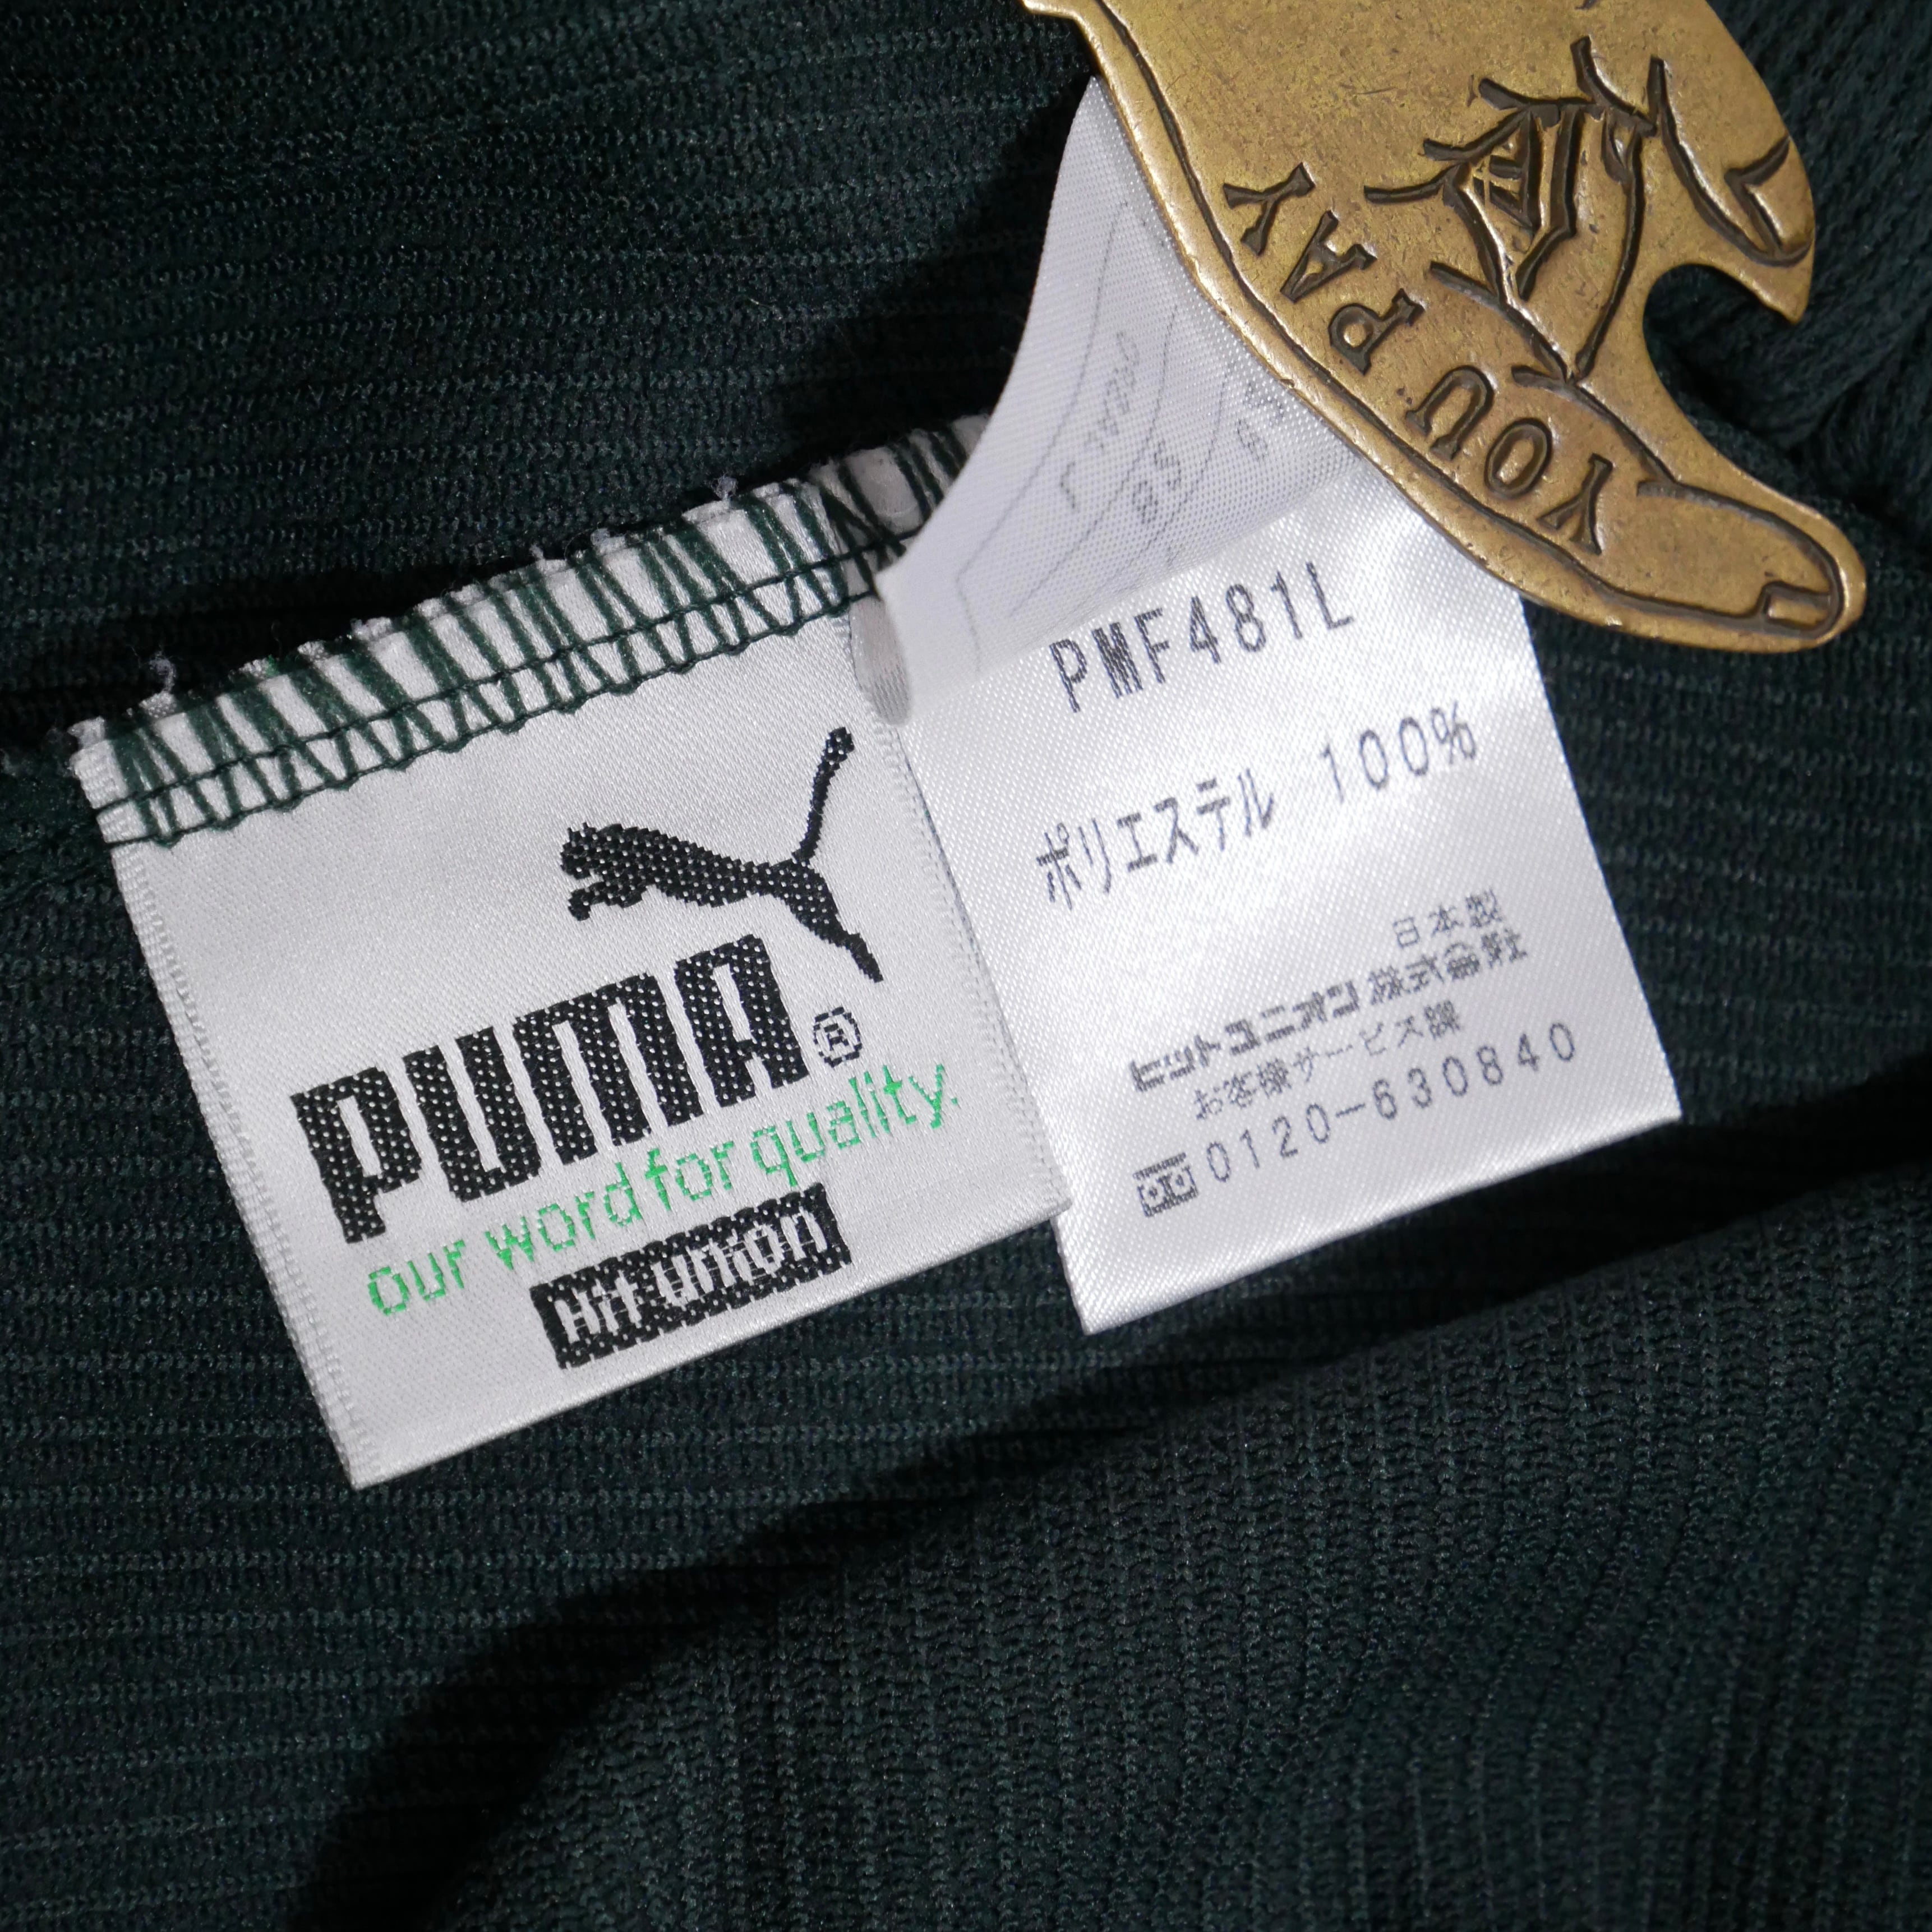 YOU PAY
PUMA®
our word for quality.
Hit union
PMF481L
ポリエステル 100%
日本製
ヒットユニオン株式会社
お客様サービス課
0120-630840